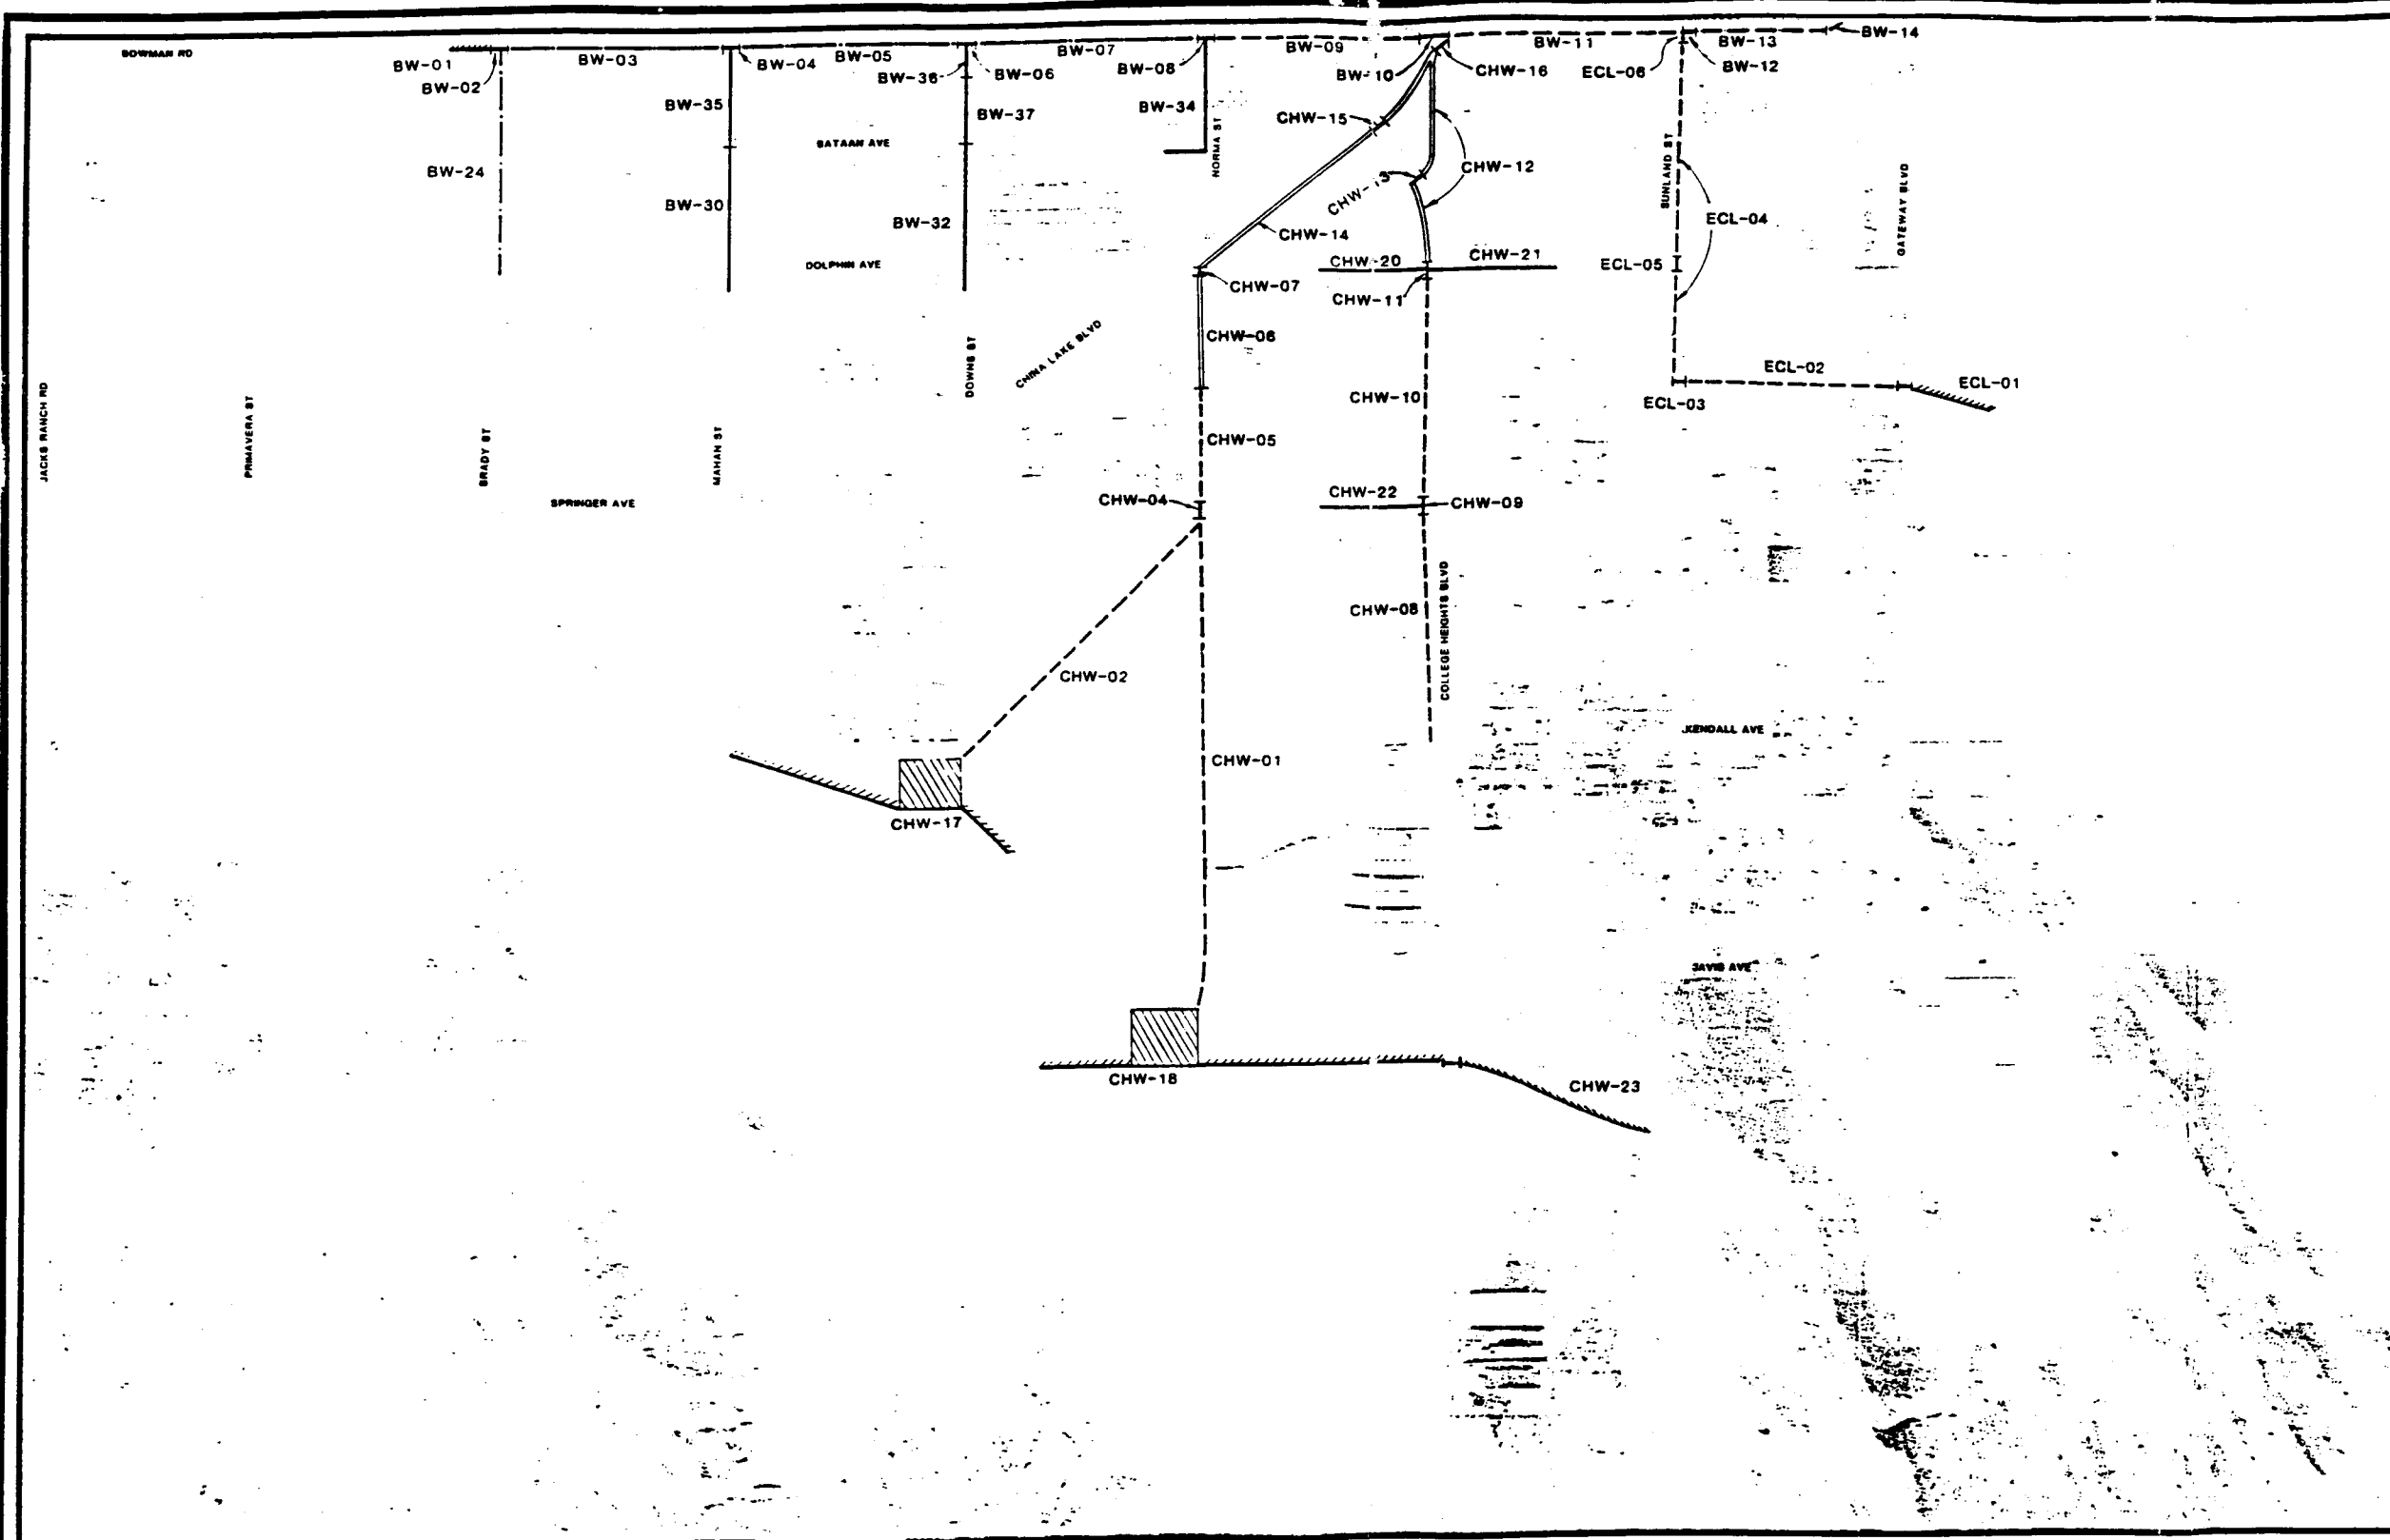 BOWMAN RD
BW-01
BW-02
BW-03
BW-04
BW-05
BW-36
BW-06
BW-07
BW-08
BW-09
BW-10
CHW-16
BW-11
ECL-06
BW-12
BW-13
BW-14
BW-35
BW-37
BW-34
CHW-15
NORMA ST
BATAAN AVE
BW-24
CHW-12
CHW-13
SUNLAND ST
GATEWAY BLVD
BW-30
BW-32
CHW-14
ECL-04
DOLPHIN AVE
CHW-20
CHW-21
ECL-05
CHW-07
CHW-11
CHW-06
CHINA LAKE BLVD
DOWNS ST
ECL-02
ECL-01
ECL-03
JACKS RANCH RD
PRIMAVERA ST
BRADY ST
MAHAN ST
CHW-10
CHW-05
SPRINGER AVE
CHW-04
CHW-22
CHW-09
CHW-08
COLLEGE HEIGHTS BLVD
CHW-02
KENDALL AVE
CHW-01
CHW-17
JAVIS AVE
CHW-18
CHW-23